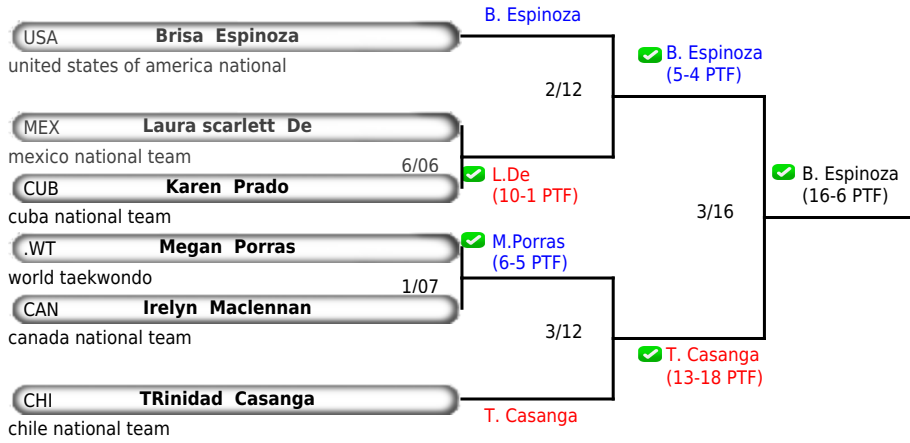 B. Espinoza
USA Brisa Espinoza
united states of america national
B. Espinoza
(5-4 PTF)
2/12
MEX Laura scarlett De
mexico national team
6/06
L.De
(10-1 PTF)
CUB Karen Prado
cuba national team
B. Espinoza
(16-6 PTF)
3/16
.WT Megan Porras
world taekwondo
M.Porras
(6-5 PTF)
1/07
CAN Irelyn Maclennan
canada national team
3/12
T. Casanga
(13-18 PTF)
CHI TRinidad Casanga
chile national team
T. Casanga